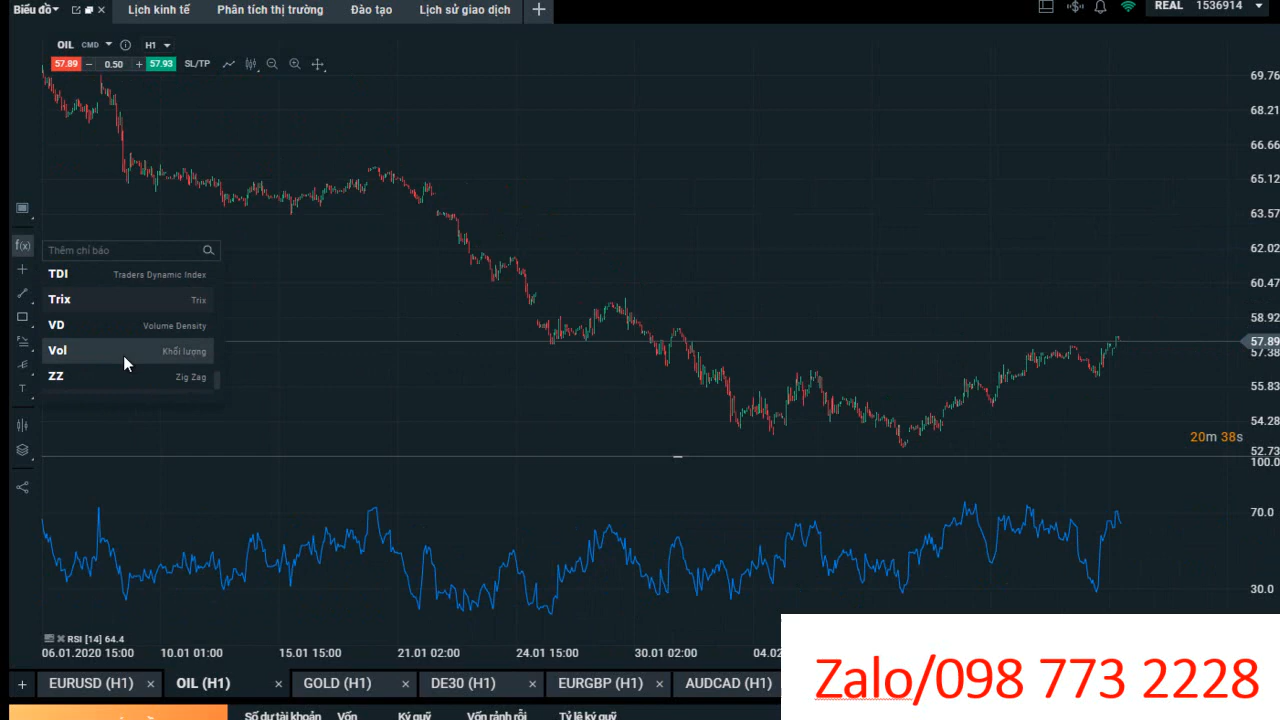 Biểu đồ Lịch kinh tế Phân tích thị trường Đào tạo Lịch sử giao dịch + REAL 1536914
OIL CMD H1
57.89 − 0.50 + 57.93 SL/TP
69.76
68.21
66.66
65.12
63.57
62.02
60.47
58.92
57.89
57.38
55.83
54.28
52.73
20m 38s
f(x) Thêm chỉ báo
TDI Traders Dynamic Index
Trix Trix
VD Volume Density
Vol Khối lượng
ZZ Zig Zag
T
100.0
70.0
30.0
RSI [14] 64.4
06.01.2020 15:00 10.01 01:00 15.01 15:00 21.01 02:00 24.01 15:00 30.01 02:00 04.02
+ EURUSD (H1) × OIL (H1) × GOLD (H1) × DE30 (H1) × EURGBP (H1) × AUDCAD (H1)
Số dư tài khoản Vốn Ký quỹ Vốn rảnh rỗi Tỷ lệ ký quỹ
Zalo/098 773 2228